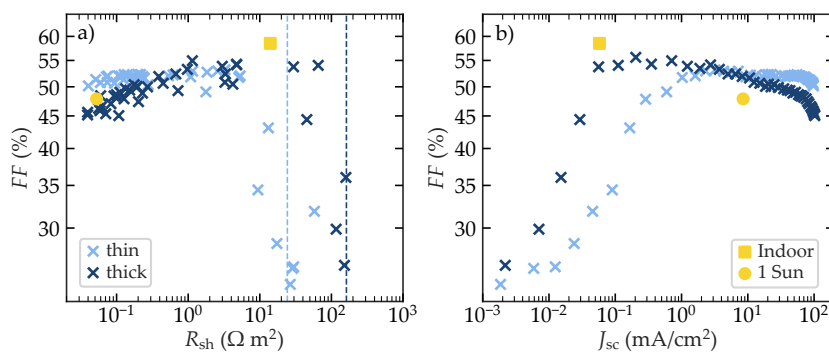 a)
FF (%)
60
55
50
45
40
35
30
thin
thick
10⁻¹ 10⁰ 10¹ 10² 10³
R_sh (Ω m²)
b)
FF (%)
60
55
50
45
40
35
30
Indoor
1 Sun
10⁻³ 10⁻² 10⁻¹ 10⁰ 10¹ 10²
J_sc (mA/cm²)